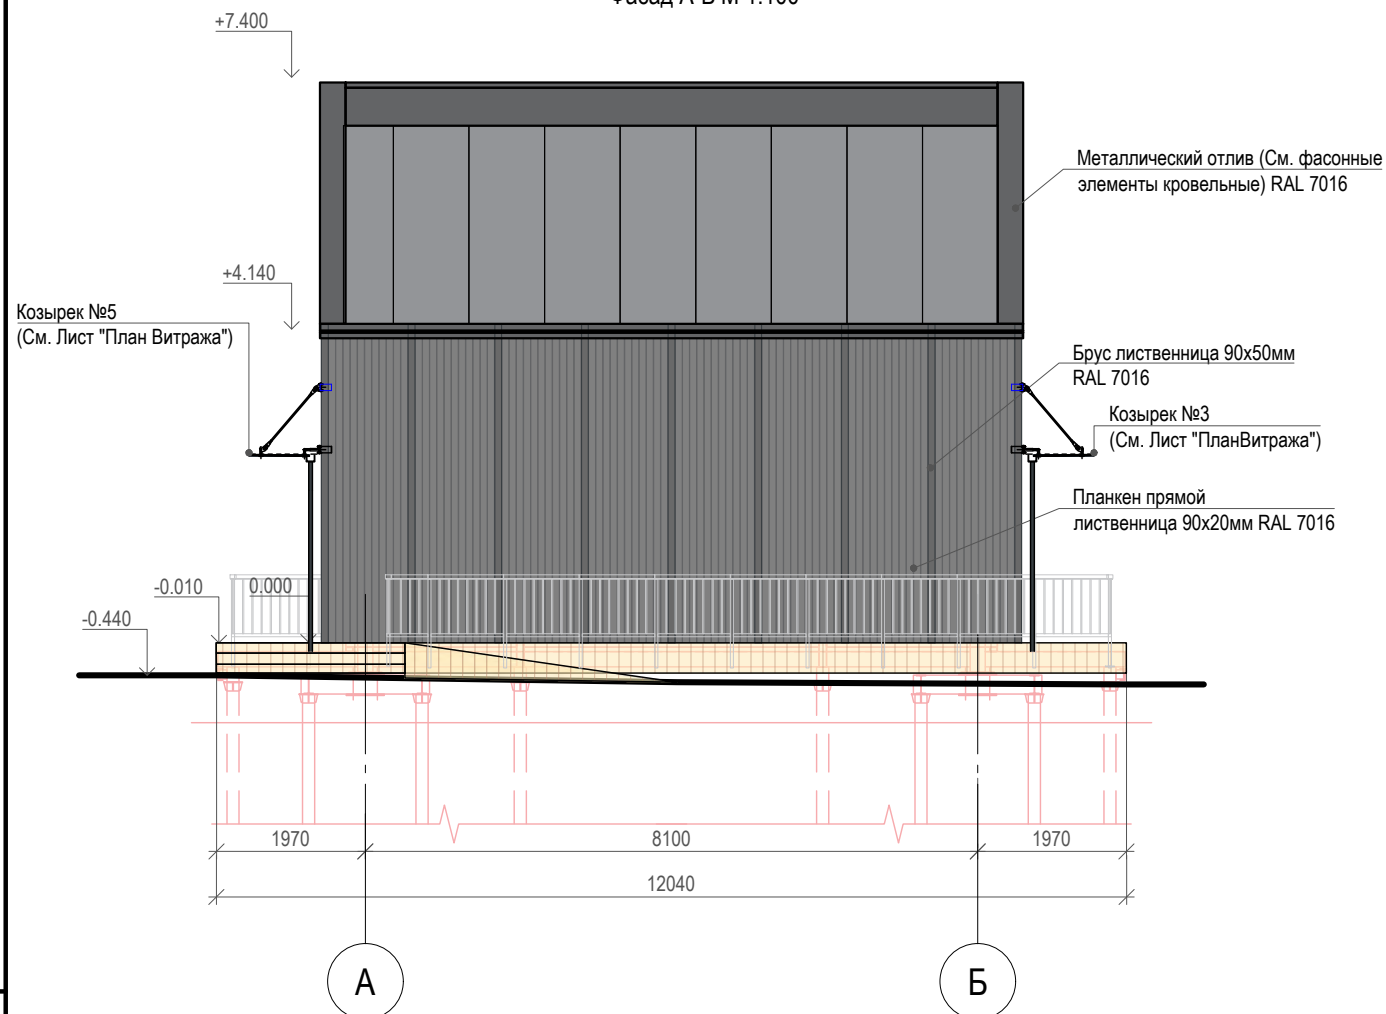 +7.400
Металлический отлив (См. фасонные
элементы кровельные) RAL 7016
+4.140
Козырек №5
(См. Лист "План Витража")
Брус лиственница 90х50мм
RAL 7016
Козырек №3
(См. Лист "ПланВитража")
Планкен прямой
лиственница 90х20мм RAL 7016
-0.010
0.000
-0.440
1970
8100
1970
12040
А
Б